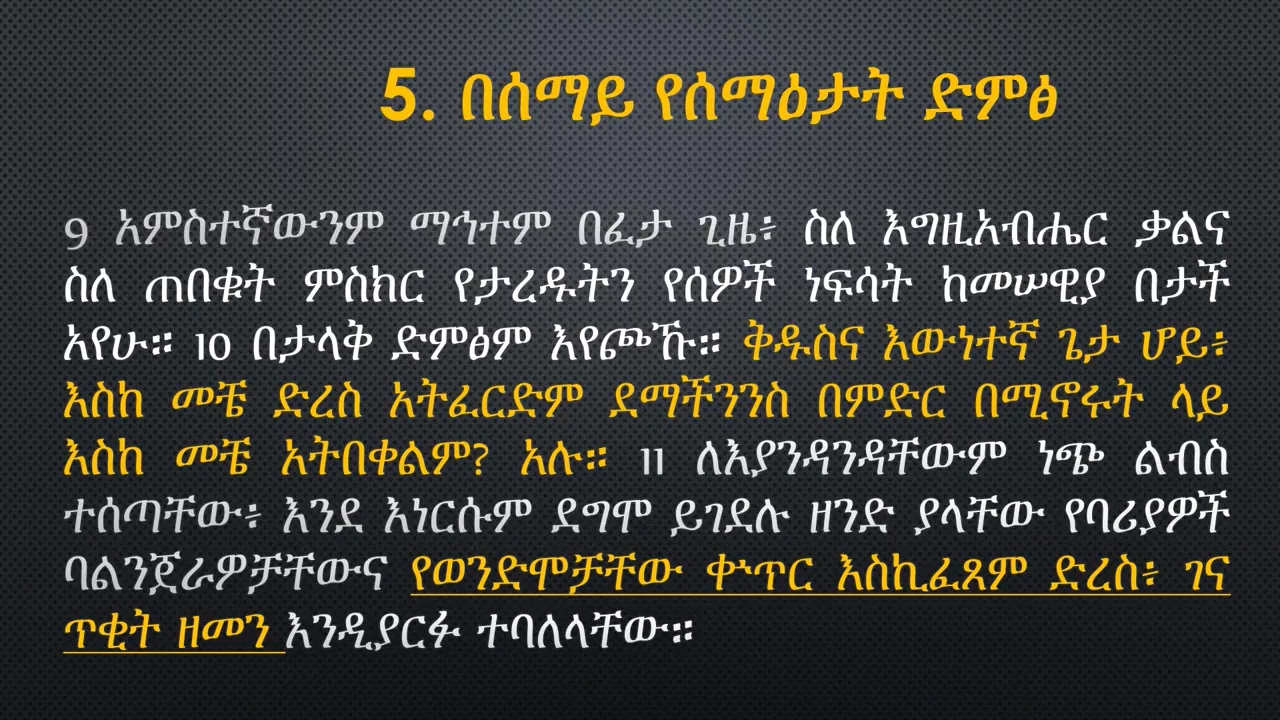 5. በሰማይ የሰማዕታት ድምፅ
9 አምስተኛውንም ማኅተም በፈታ ጊዜ፥ ስለ እግዚአብሔር ቃልና
ስለ ጠበቁት ምስክር የታረዱትን የሰዎች ነፍሳት ከመሠዊያ በታች
አየሁ። 10 በታላቅ ድምፅም እየጮኹ። ቅዱስና እውነተኛ ጌታ ሆይ፥
እስከ መቼ ድረስ አትፈርድም ደማችንንስ በምድር በሚኖሩት ላይ
እስከ መቼ አትበቀልም? አሉ። 11 ለእያንዳንዳቸውም ነጭ ልብስ
ተሰጣቸው፥ እንደ እነርሱም ደግሞ ይገደሉ ዘንድ ያላቸው የባሪያዎች
ባልንጀራዎቻቸውና የወንድሞቻቸው ቍጥር እስኪፈጸም ድረስ፥ ገና
ጥቂት ዘመን እንዲያርፉ ተባለላቸው።